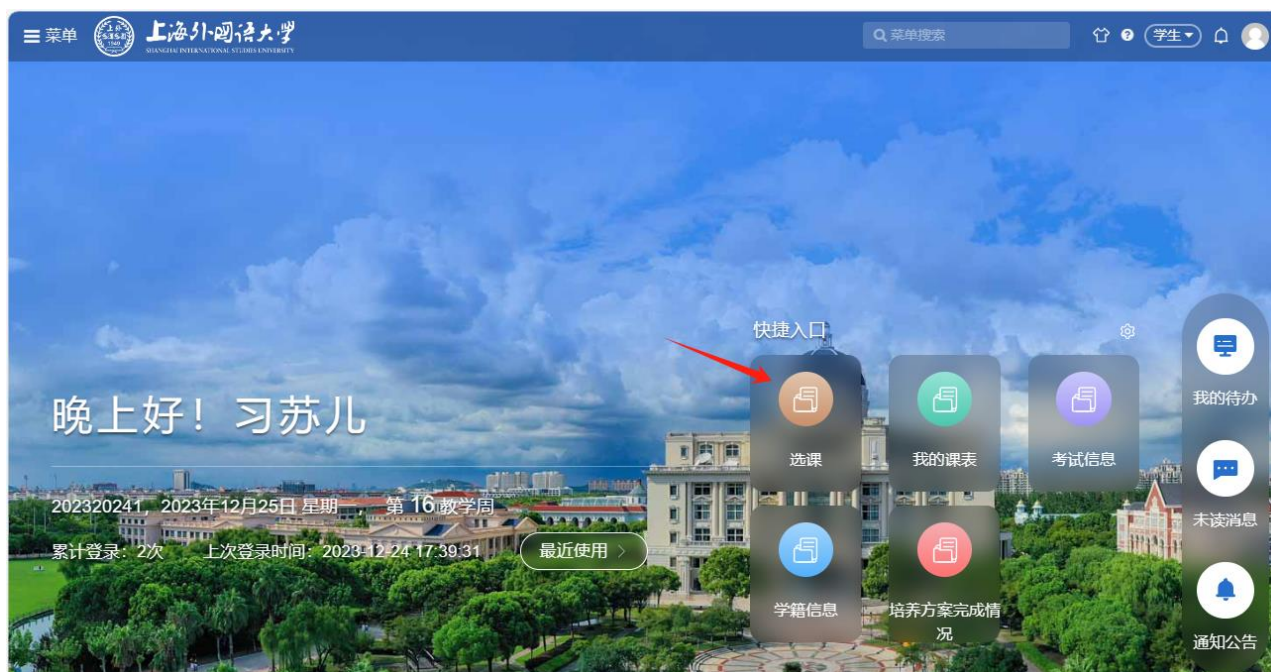 菜单
上海外国语大学
SHANGHAI INTERNATIONAL STUDIES UNIVERSITY
菜单搜索
学生
快捷入口
选课
我的课表
考试信息
学籍信息
培养方案完成情
况
我的待办
未读消息
通知公告
晚上好！习苏儿
202320241，2023年12月25日 星期一 第 16 教学周
累计登录：2次 上次登录时间：2023-12-24 17:39:31
最近使用